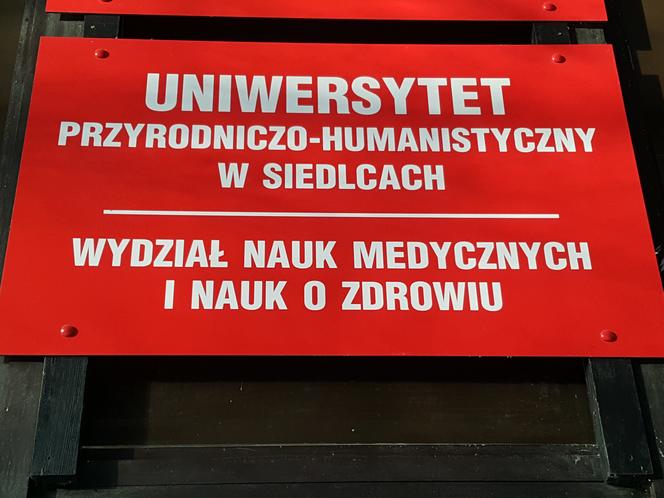 UNIWERSYTET
PRZYRODNICZO-HUMANISTYCZNY
W SIEDLCACH
WYDZIAŁ NAUK MEDYCZNYCH
I NAUK O ZDROWIU